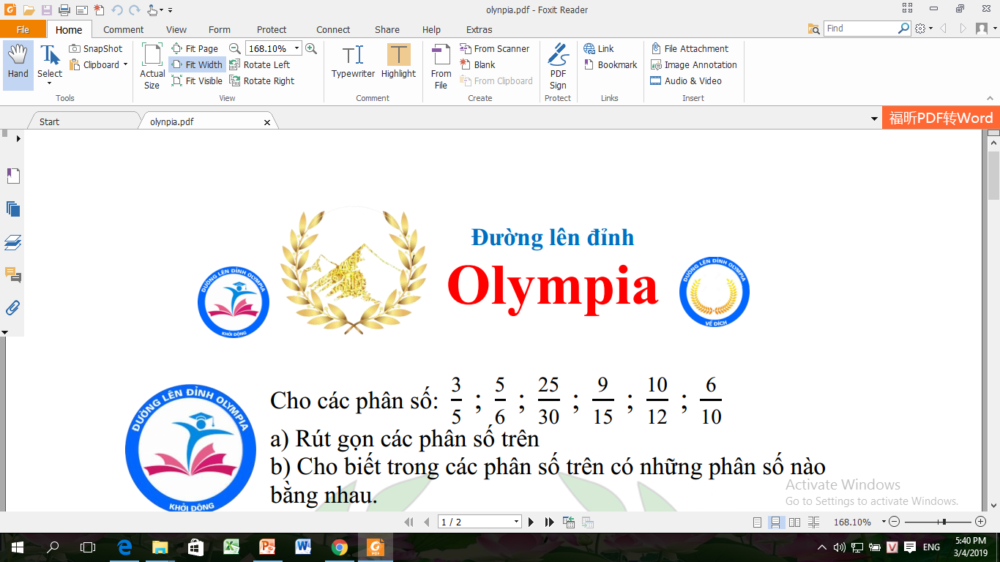 olynpia.pdf - Foxit Reader
File Home Comment View Form Protect Connect Share Help Extras Find
Hand
Select
SnapShot
Clipboard
Tools
Actual Size
Fit Page
Fit Width
Fit Visible
168.10%
Rotate Left
Rotate Right
View
Typewriter
Highlight
Comment
From File
From Scanner
Blank
From Clipboard
Create
PDF Sign
Protect
Link
Bookmark
Links
File Attachment
Image Annotation
Audio & Video
Insert
Start olynpia.pdf 福昕PDF转Word
Đường lên đỉnh
Olympia
ĐƯỜNG LÊN ĐỈNH OLYMPIA
KHỞI ĐỘNG
ĐƯỜNG LÊN ĐỈNH OLYMPIA
VỀ ĐÍCH
ĐƯỜNG LÊN ĐỈNH OLYMPIA
KHỞI ĐỘNG
Cho các phân số: 3/5 ; 5/6 ; 25/30 ; 9/15 ; 10/12 ; 6/10
a) Rút gọn các phân số trên
b) Cho biết trong các phân số trên có những phân số nào
bằng nhau.
Activate Windows
Go to Settings to activate Windows.
1 / 2 168.10%
ENG 5:40 PM
3/4/2019